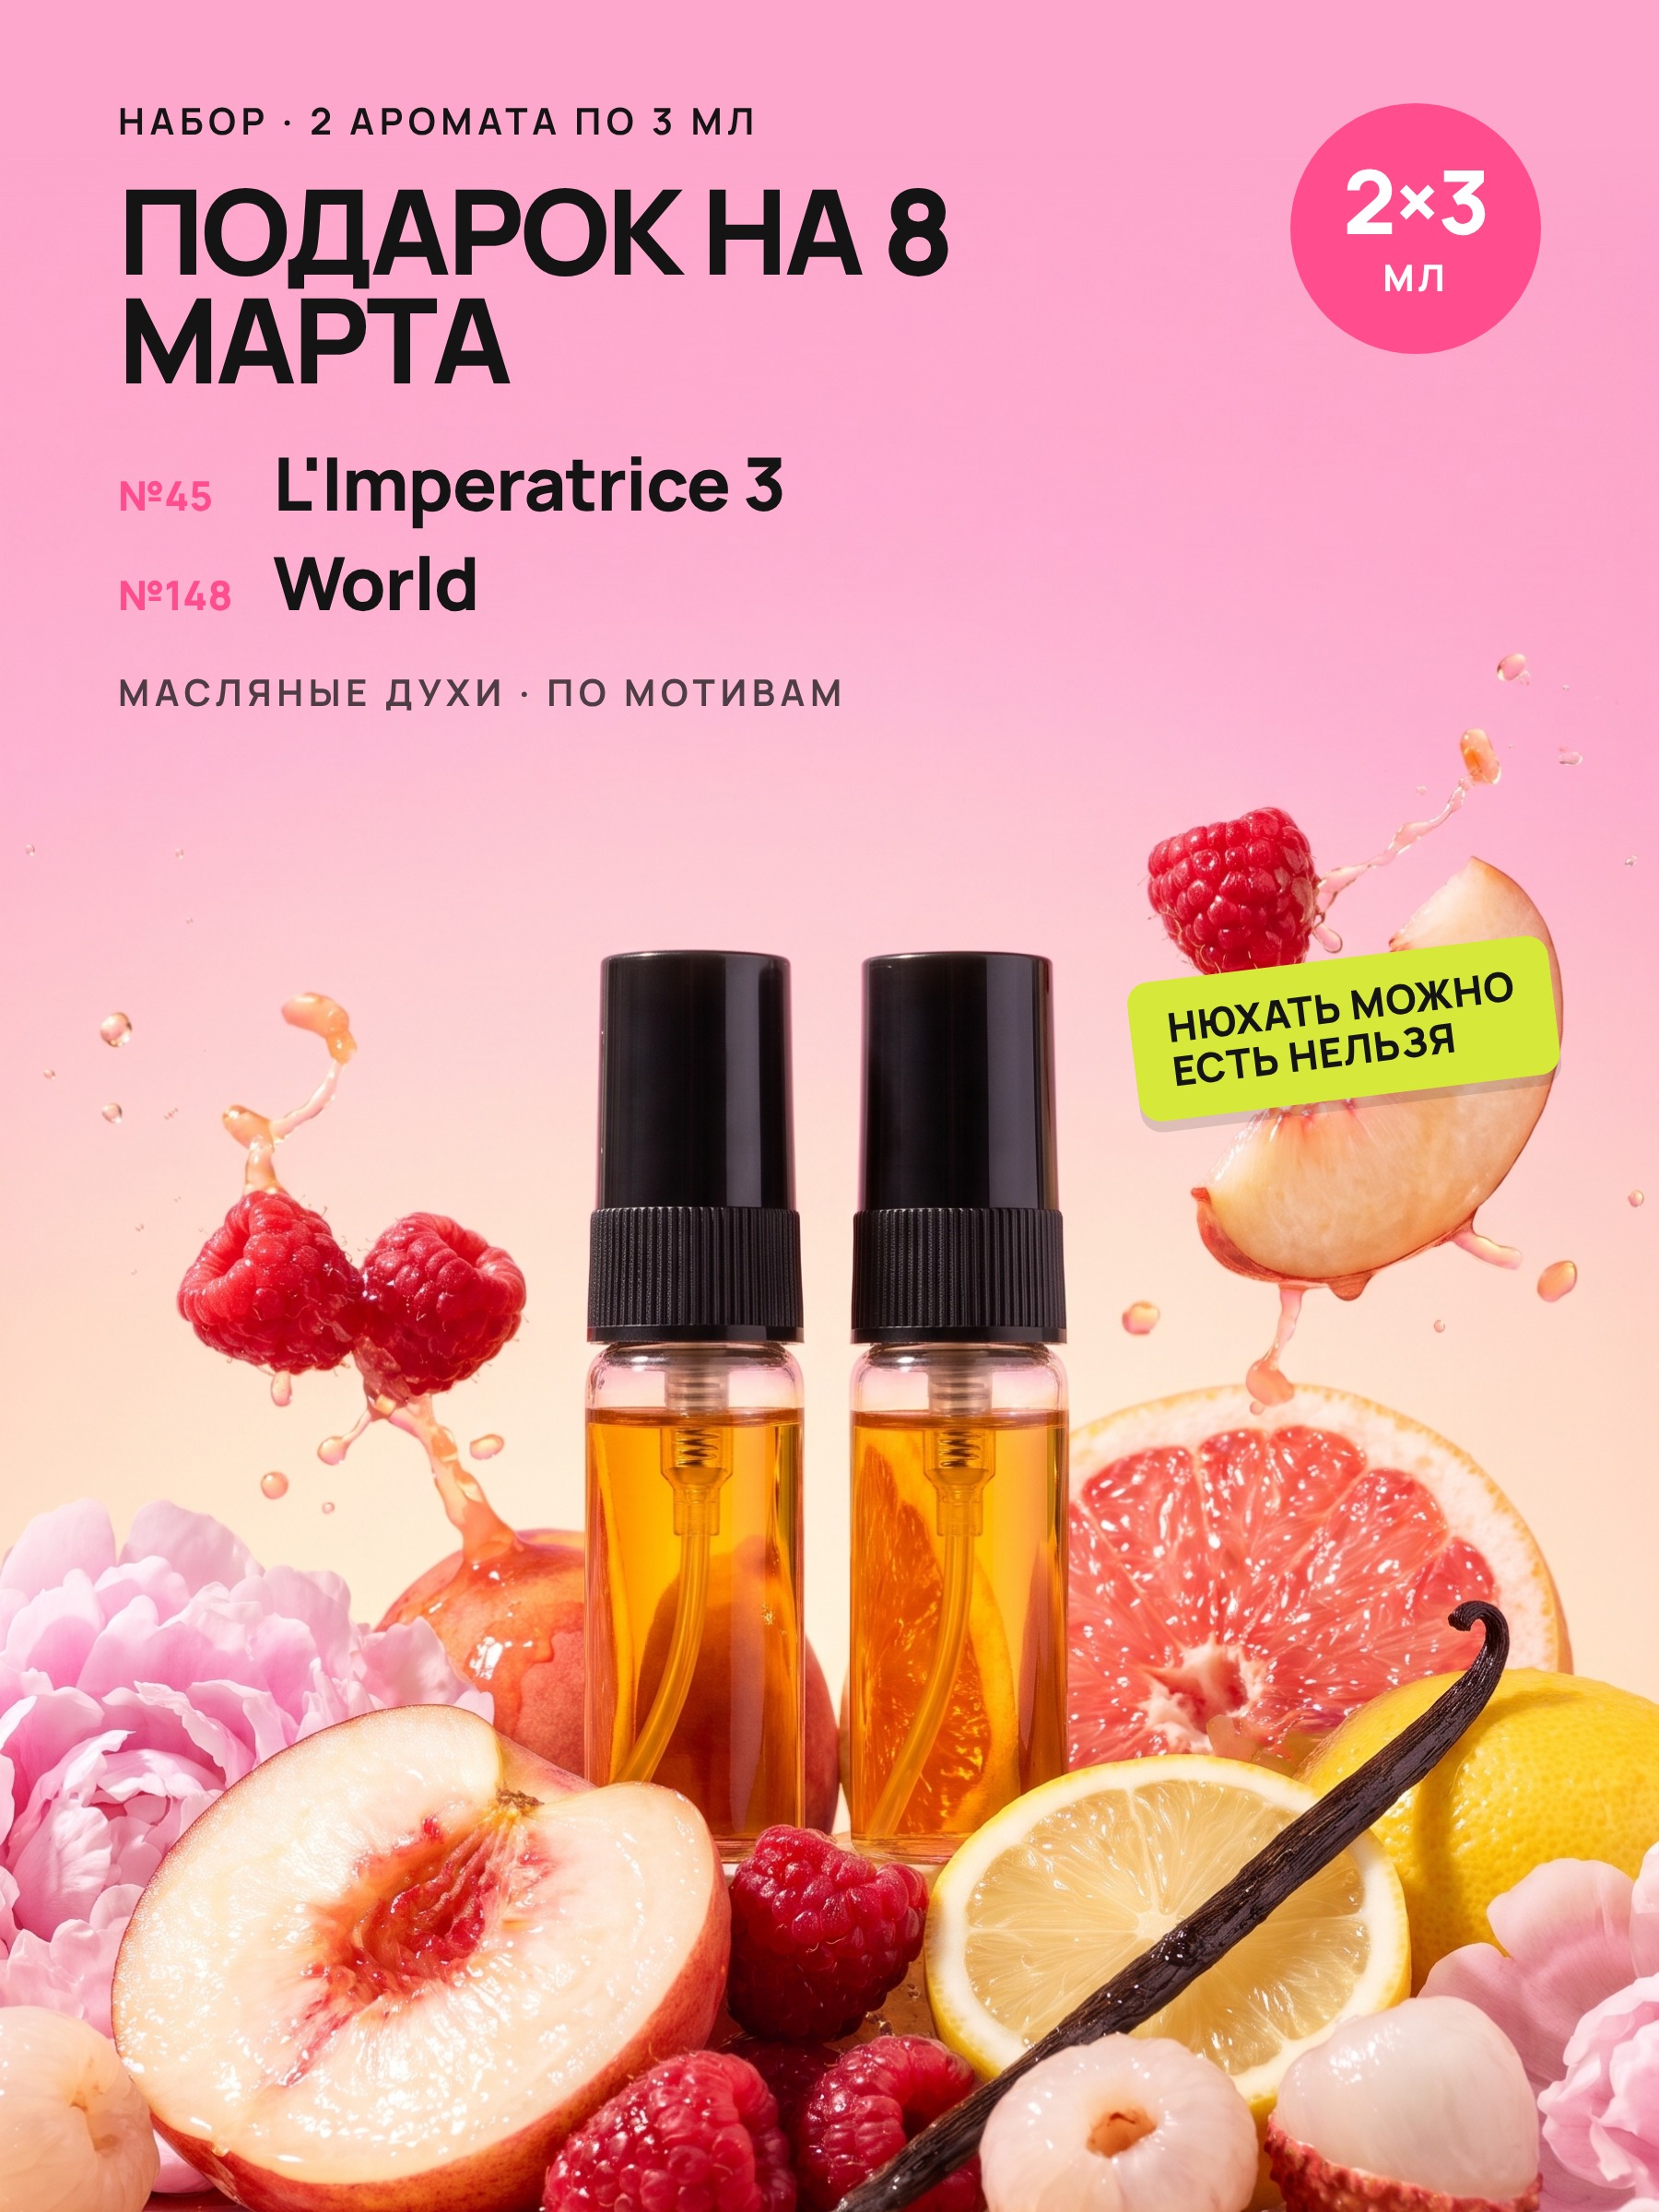 НАБОР · 2 АРОМАТА ПО 3 МЛ
ПОДАРОК НА 8
МАРТА
№45 L'Imperatrice 3
№148 World
МАСЛЯНЫЕ ДУХИ · ПО МОТИВАМ
2×3
МЛ
НЮХАТЬ МОЖНО
ЕСТЬ НЕЛЬЗЯ